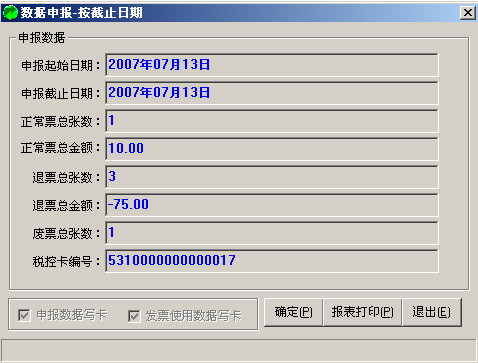 数据申报-按截止日期
申报数据
申报起始日期: 2007年07月13日
申报截止日期: 2007年07月13日
正常票总张数: 1
正常票总金额: 10.00
退票总张数: 3
退票总金额: -75.00
废票总张数: 1
税控卡编号: 5310000000000017
申报数据写卡 发票使用数据写卡 确定(P) 报表打印(P) 退出(E)